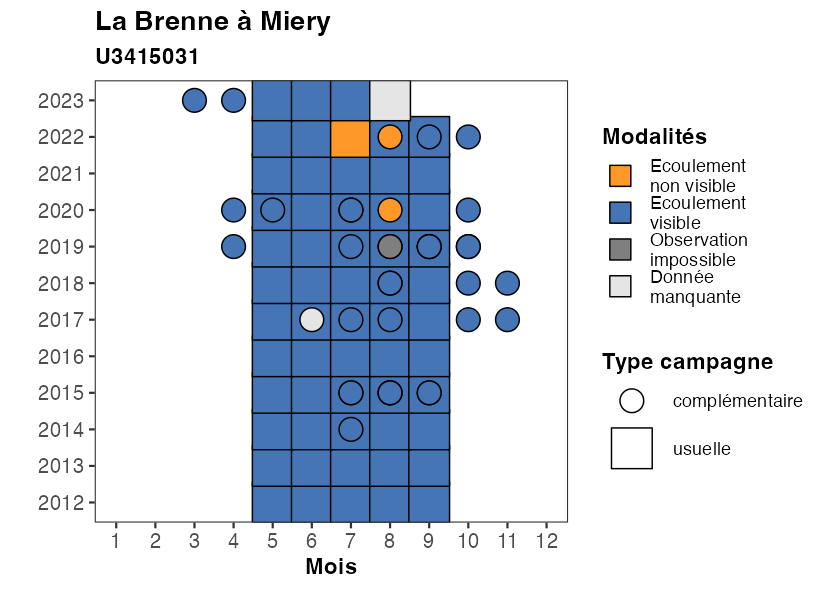 La Brenne à Miery
U3415031
2023
2022
2021
2020
2019
2018
2017
2016
2015
2014
2013
2012
1 2 3 4 5 6 7 8 9 10 11 12
Mois
Modalités
Ecoulement
non visible
Ecoulement
visible
Observation
impossible
Donnée
manquante
Type campagne
complémentaire
usuelle